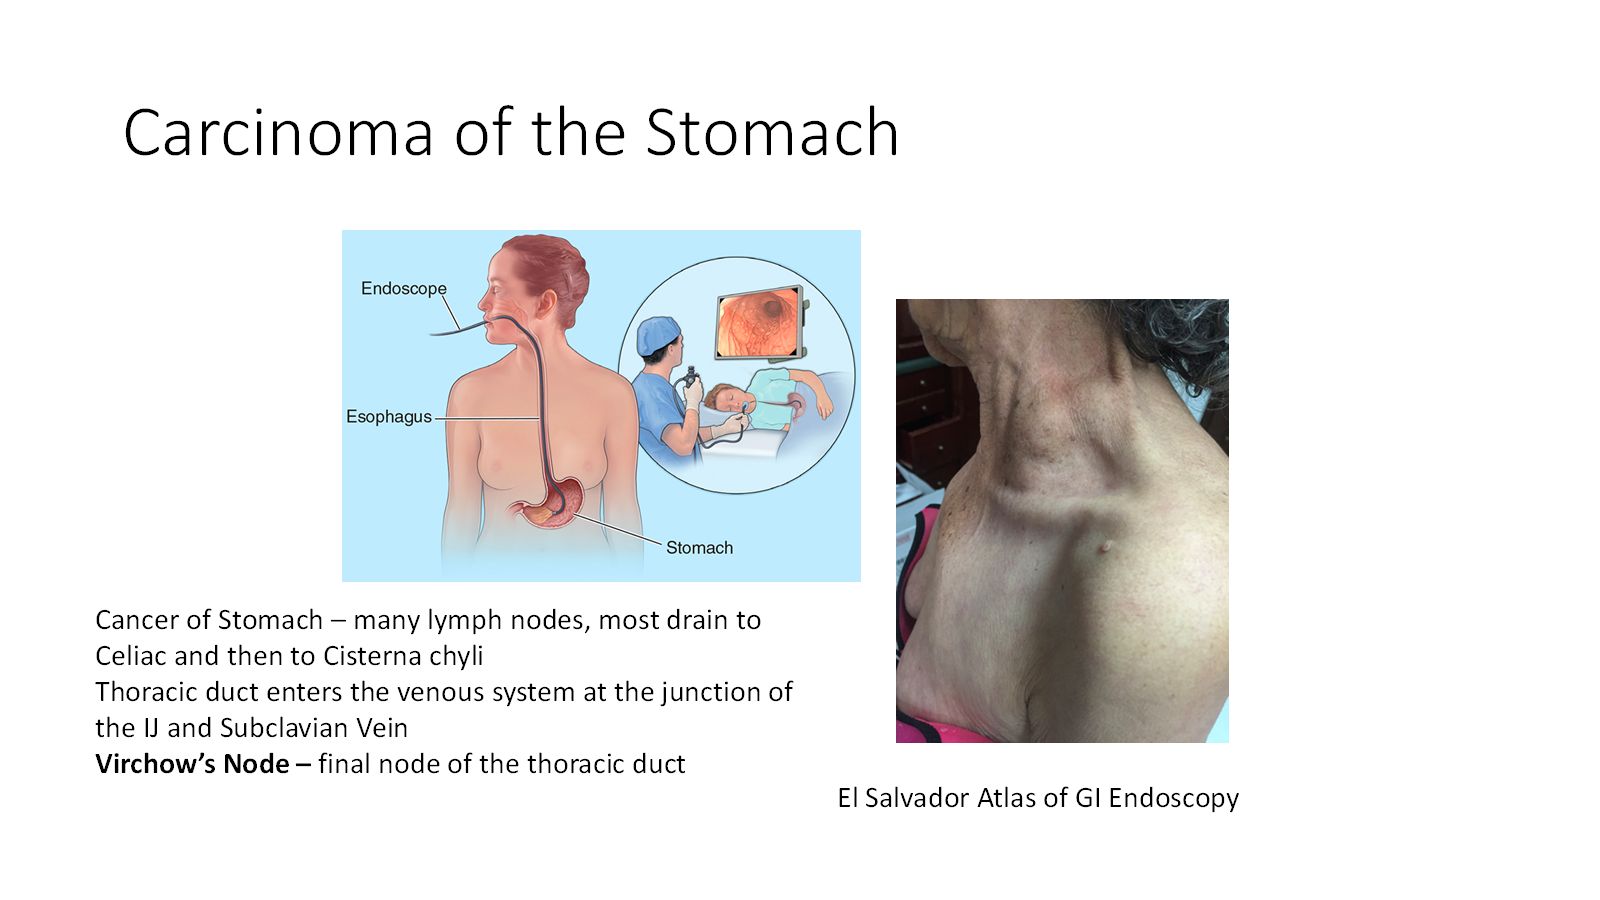 Carcinoma of the Stomach
Endoscope
Esophagus
Stomach
Cancer of Stomach – many lymph nodes, most drain to
Celiac and then to Cisterna chyli
Thoracic duct enters the venous system at the junction of
the IJ and Subclavian Vein
Virchow’s Node – final node of the thoracic duct
El Salvador Atlas of GI Endoscopy